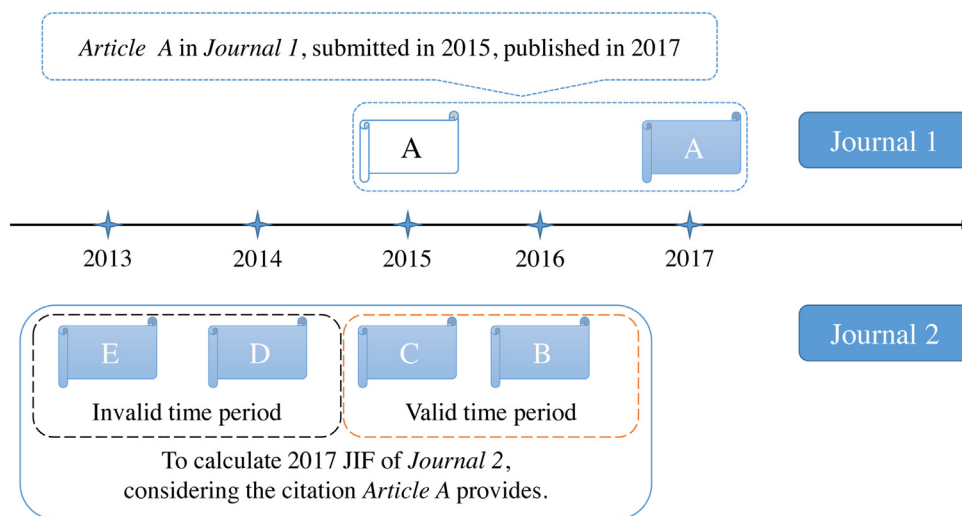 Article A in Journal 1, submitted in 2015, published in 2017
A
A
Journal 1
2013
2014
2015
2016
2017
Journal 2
E
D
C
B
Invalid time period
Valid time period
To calculate 2017 JIF of Journal 2,
considering the citation Article A provides.